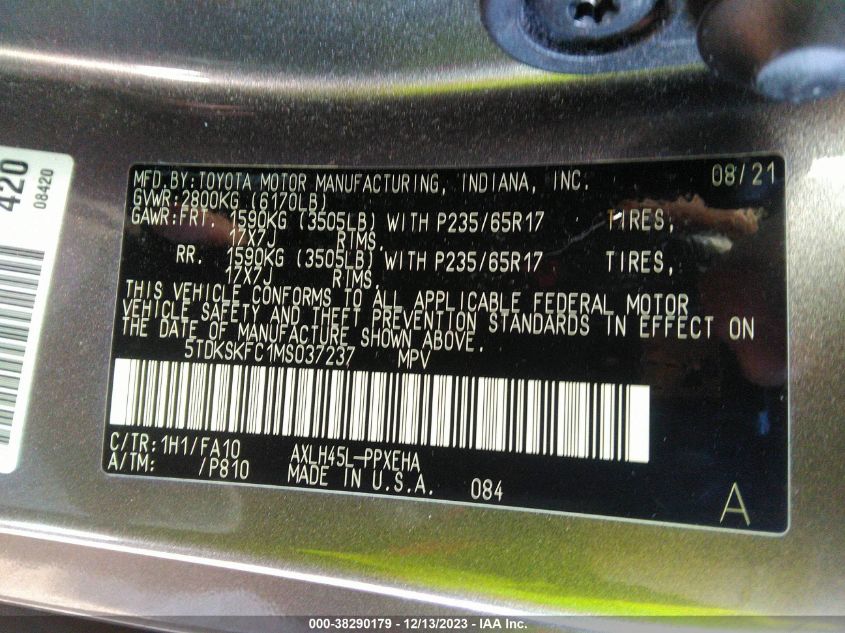 420
08420
MFD.BY:TOYOTA MOTOR MANUFACTURING, INDIANA, INC. 08/21
GVWR:2800KG (6170LB)
GAWR:FRT. 1590KG (3505LB) WITH P235/65R17 TIRES,
17X7J RIMS,
RR. 1590KG (3505LB) WITH P235/65R17 TIRES,
17X7J RIMS.
THIS VEHICLE CONFORMS TO ALL APPLICABLE FEDERAL MOTOR
VEHICLE SAFETY AND THEFT PREVENTION STANDARDS IN EFFECT ON
THE DATE OF MANUFACTURE SHOWN ABOVE.
5TDKSKFC1MS037237 MPV
C/TR:1H1/FA10 AXLH45L-PPXEHA
A/TM: /P810 MADE IN U.S.A. 084
A
000-38290179 - 12/13/2023 - IAA Inc.